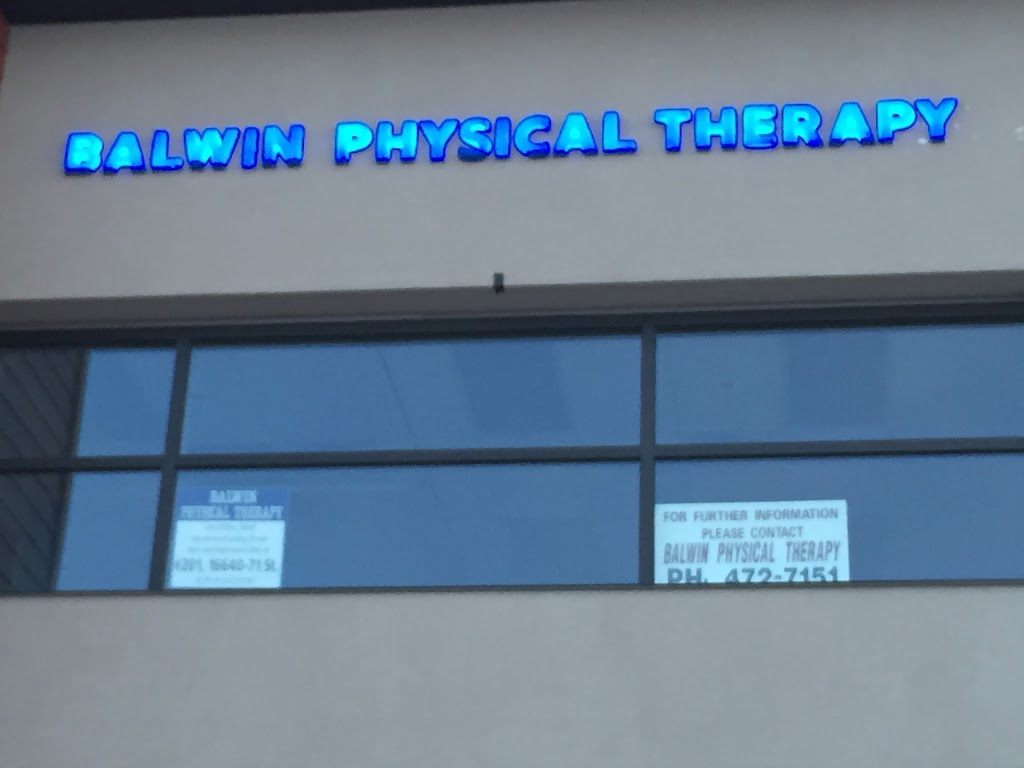 BALWIN PHYSICAL THERAPY
BALWIN
PHYSICAL THERAPY
#201, 16640-71 St.
FOR FURTHER INFORMATION
PLEASE CONTACT
BALWIN PHYSICAL THERAPY
PH. 472-7151